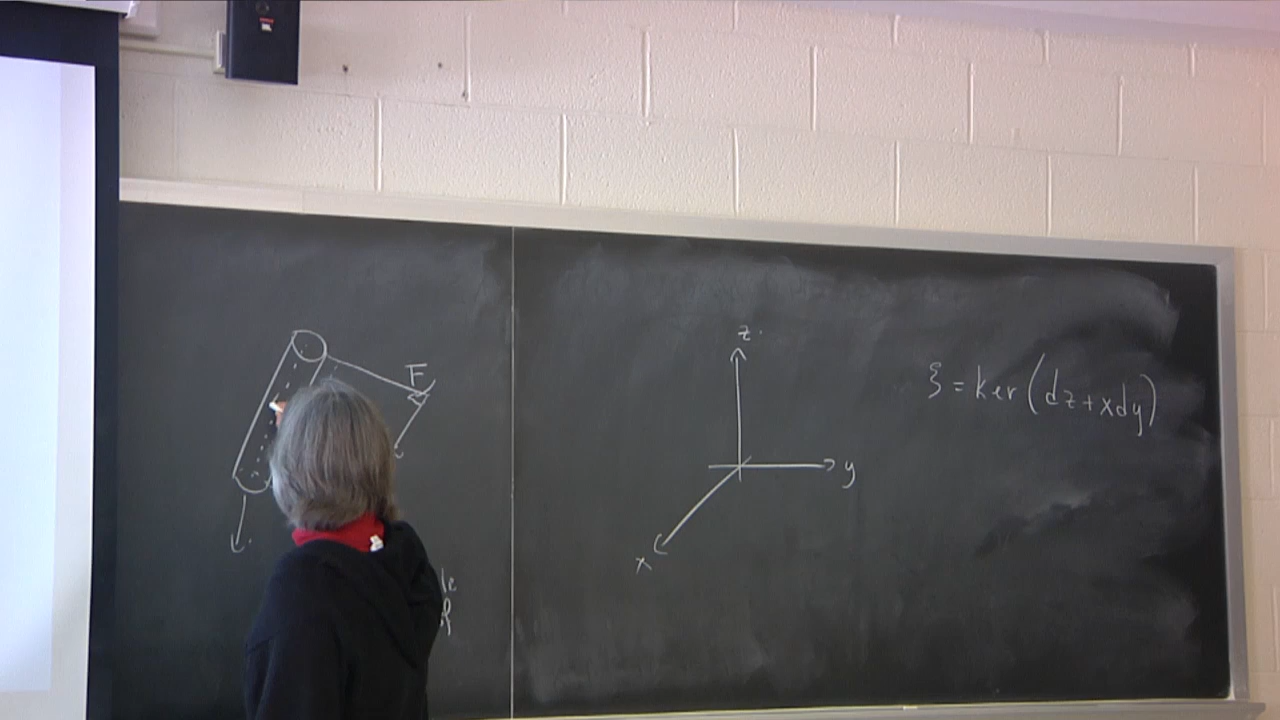 F
z
ξ = ker(dz+xdy)
y
x